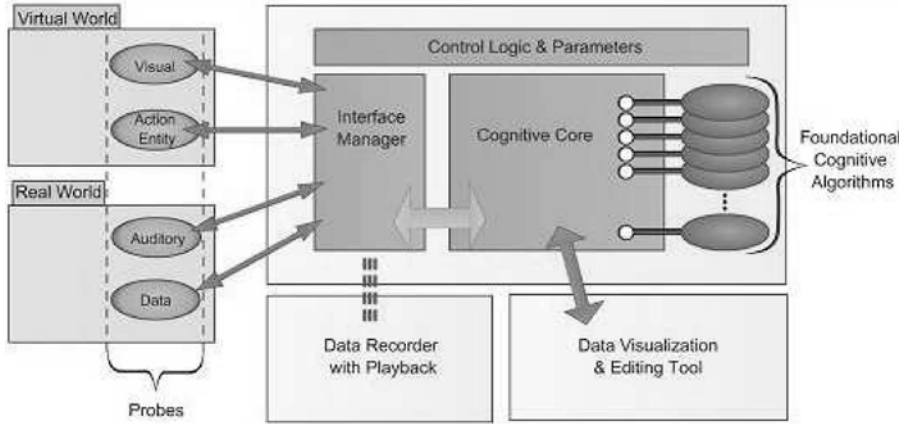 Virtual World
Visual
Action
Entity
Real World
Auditory
Data
Probes
Control Logic & Parameters
Interface
Manager
Cognitive Core
Foundational
Cognitive
Algorithms
Data Recorder
with Playback
Data Visualization
& Editing Tool